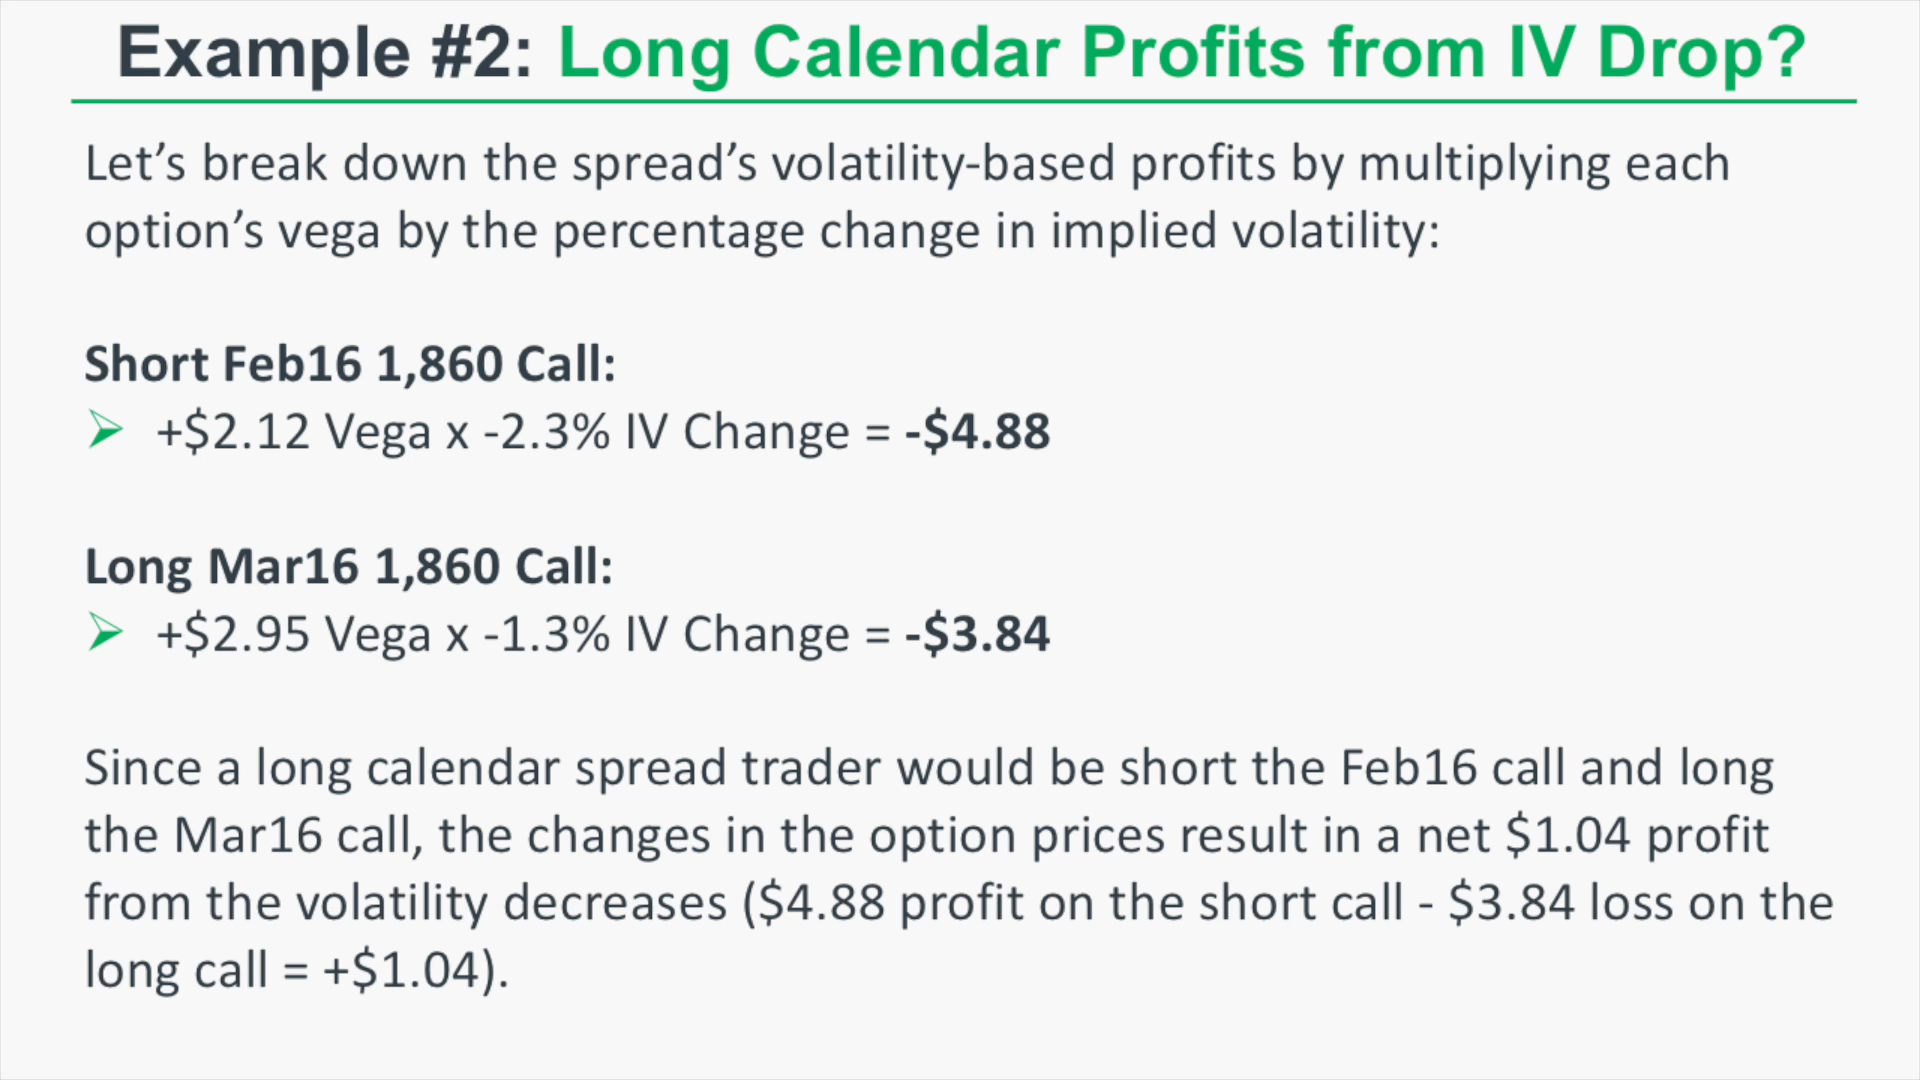 Example #2: Long Calendar Profits from IV Drop?
Let’s break down the spread’s volatility-based profits by multiplying each
option’s vega by the percentage change in implied volatility:
Short Feb16 1,860 Call:
+$2.12 Vega x -2.3% IV Change = -$4.88
Long Mar16 1,860 Call:
+$2.95 Vega x -1.3% IV Change = -$3.84
Since a long calendar spread trader would be short the Feb16 call and long
the Mar16 call, the changes in the option prices result in a net $1.04 profit
from the volatility decreases ($4.88 profit on the short call - $3.84 loss on the
long call = +$1.04).